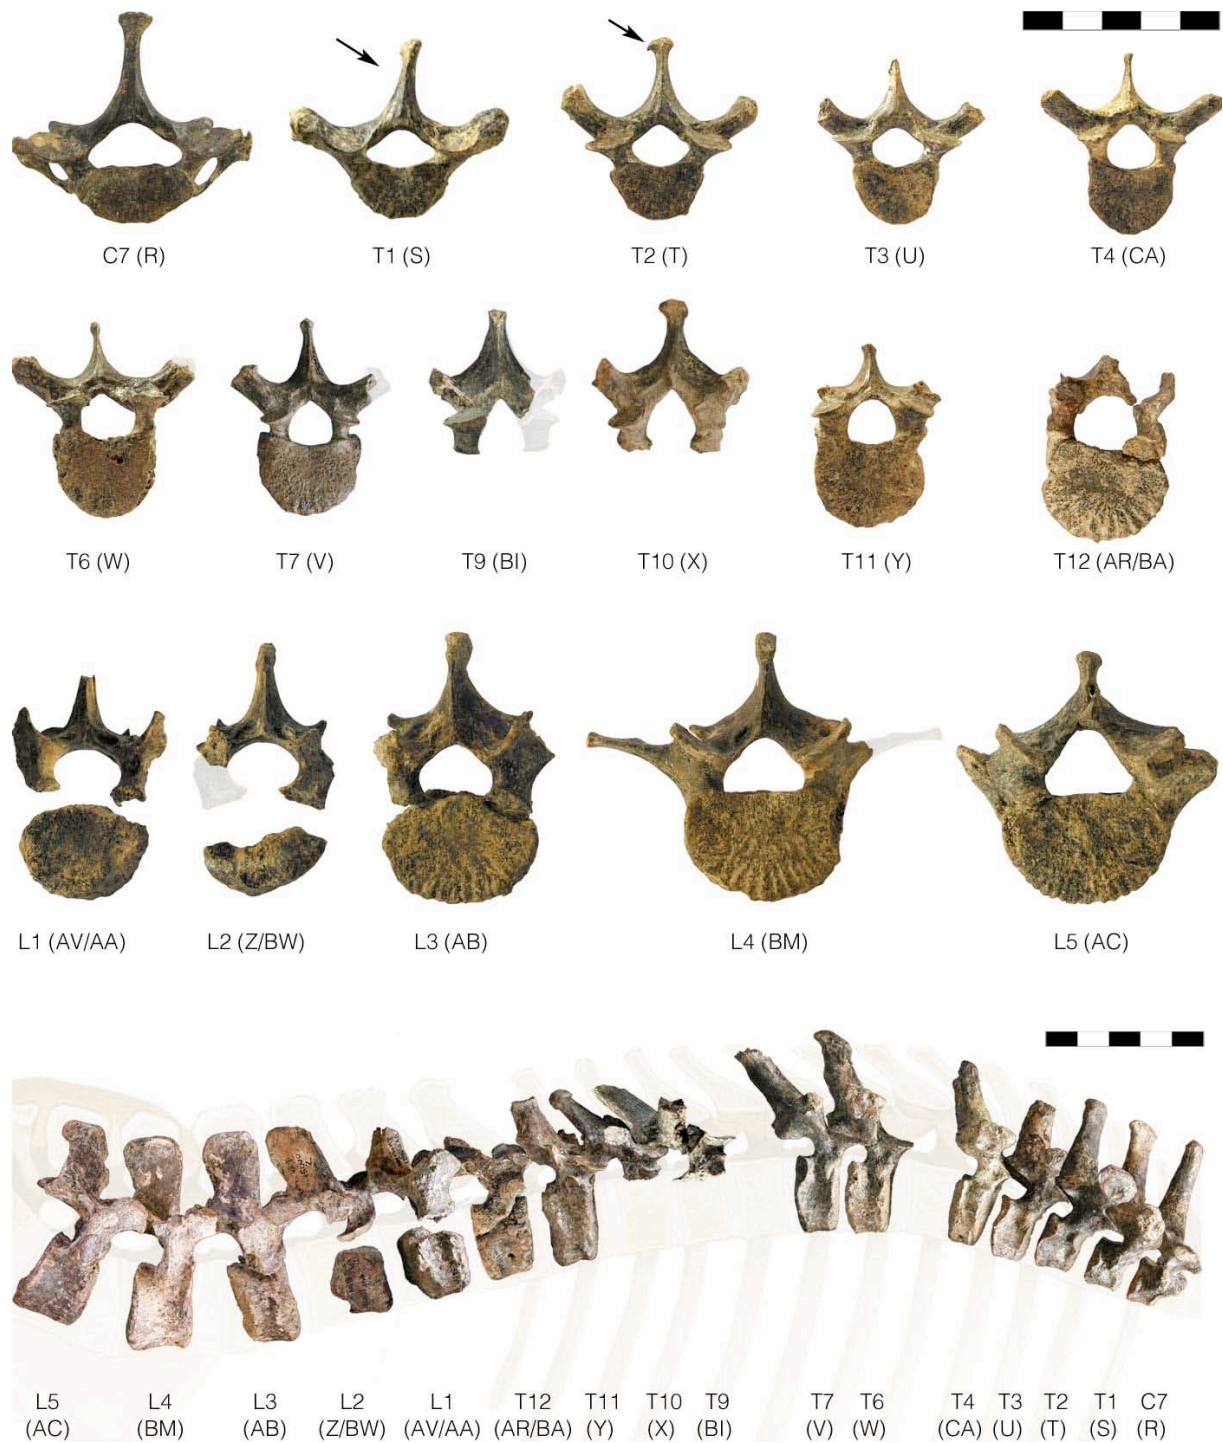 C7 (R) T1 (S) T2 (T) T3 (U) T4 (CA)
T6 (W) T7 (V) T9 (BI) T10 (X) T11 (Y) T12 (AR/BA)
L1 (AV/AA) L2 (Z/BW) L3 (AB) L4 (BM) L5 (AC)
L5 L4 L3 L2 L1 T12 T11 T10 T9 T7 T6 T4 T3 T2 T1 C7
(AC) (BM) (AB) (Z/BW) (AV/AA) (AR/BA) (Y) (X) (BI) (V) (W) (CA) (U) (T) (S) (R)